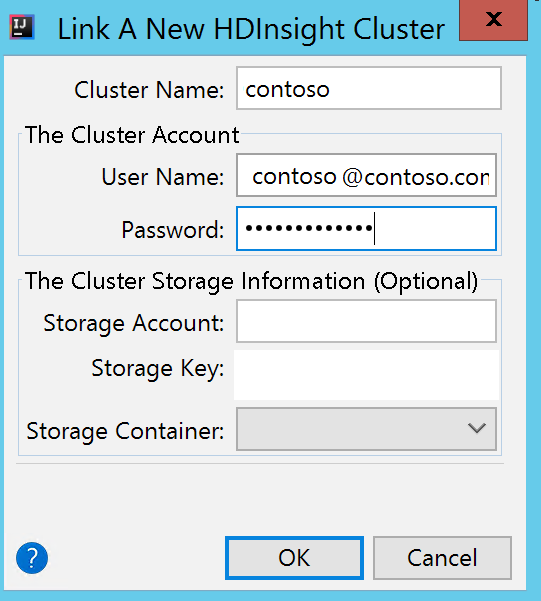 IJ Link A New HDInsight Cluster x
Cluster Name: contoso
The Cluster Account
User Name: contoso @contoso.con
Password: •••••••••••••
The Cluster Storage Information (Optional)
Storage Account:
Storage Key:
Storage Container:
? OK Cancel